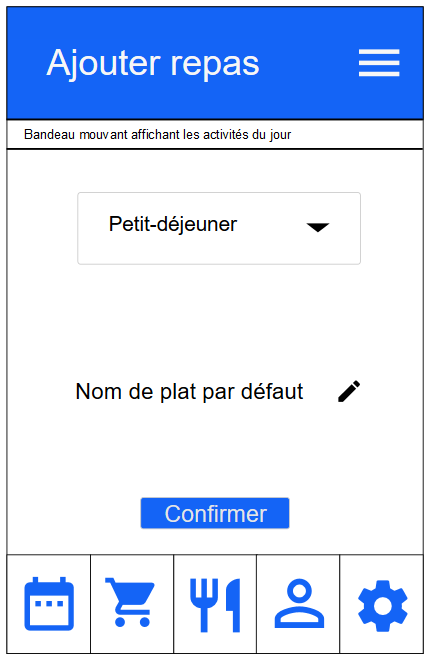 Ajouter repas
Bandeau mouvant affichant les activités du jour
Petit-déjeuner
Nom de plat par défaut
Confirmer